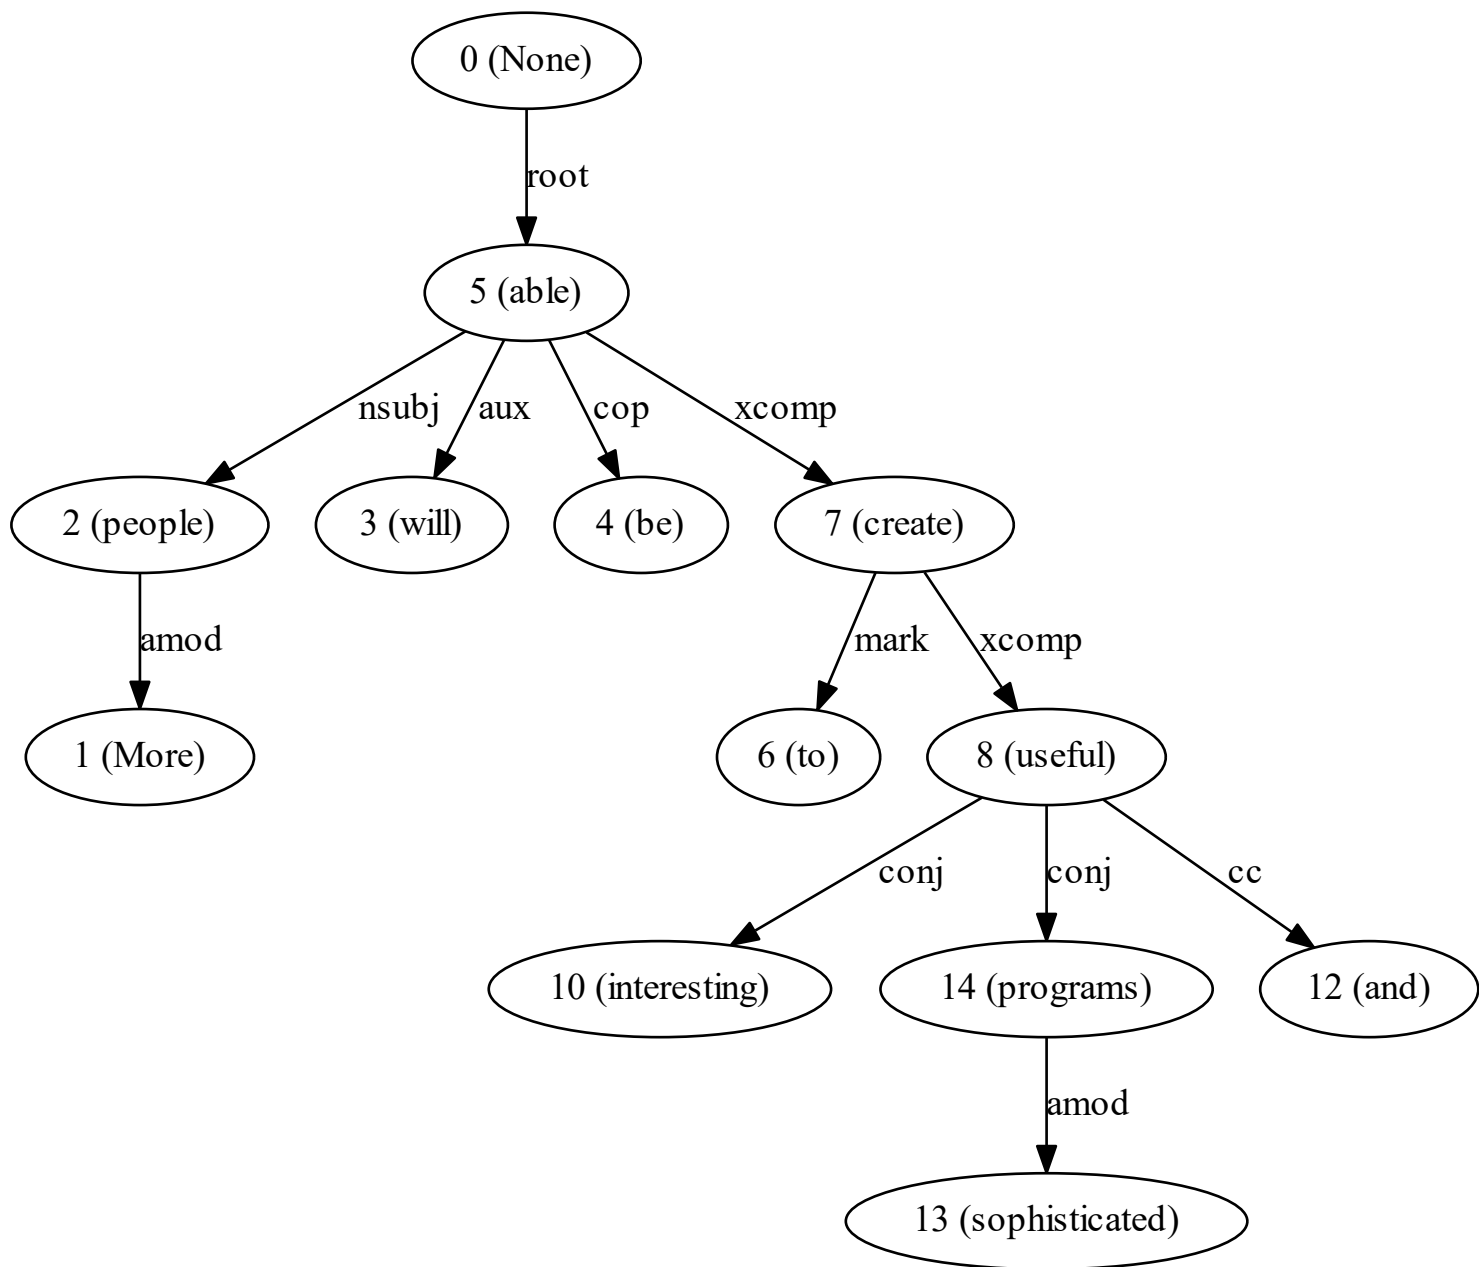 0 (None)
root
5 (able)
nsubj aux cop xcomp
2 (people) 3 (will) 4 (be) 7 (create)
amod mark xcomp
1 (More) 6 (to) 8 (useful)
conj conj cc
10 (interesting) 14 (programs) 12 (and)
amod
13 (sophisticated)